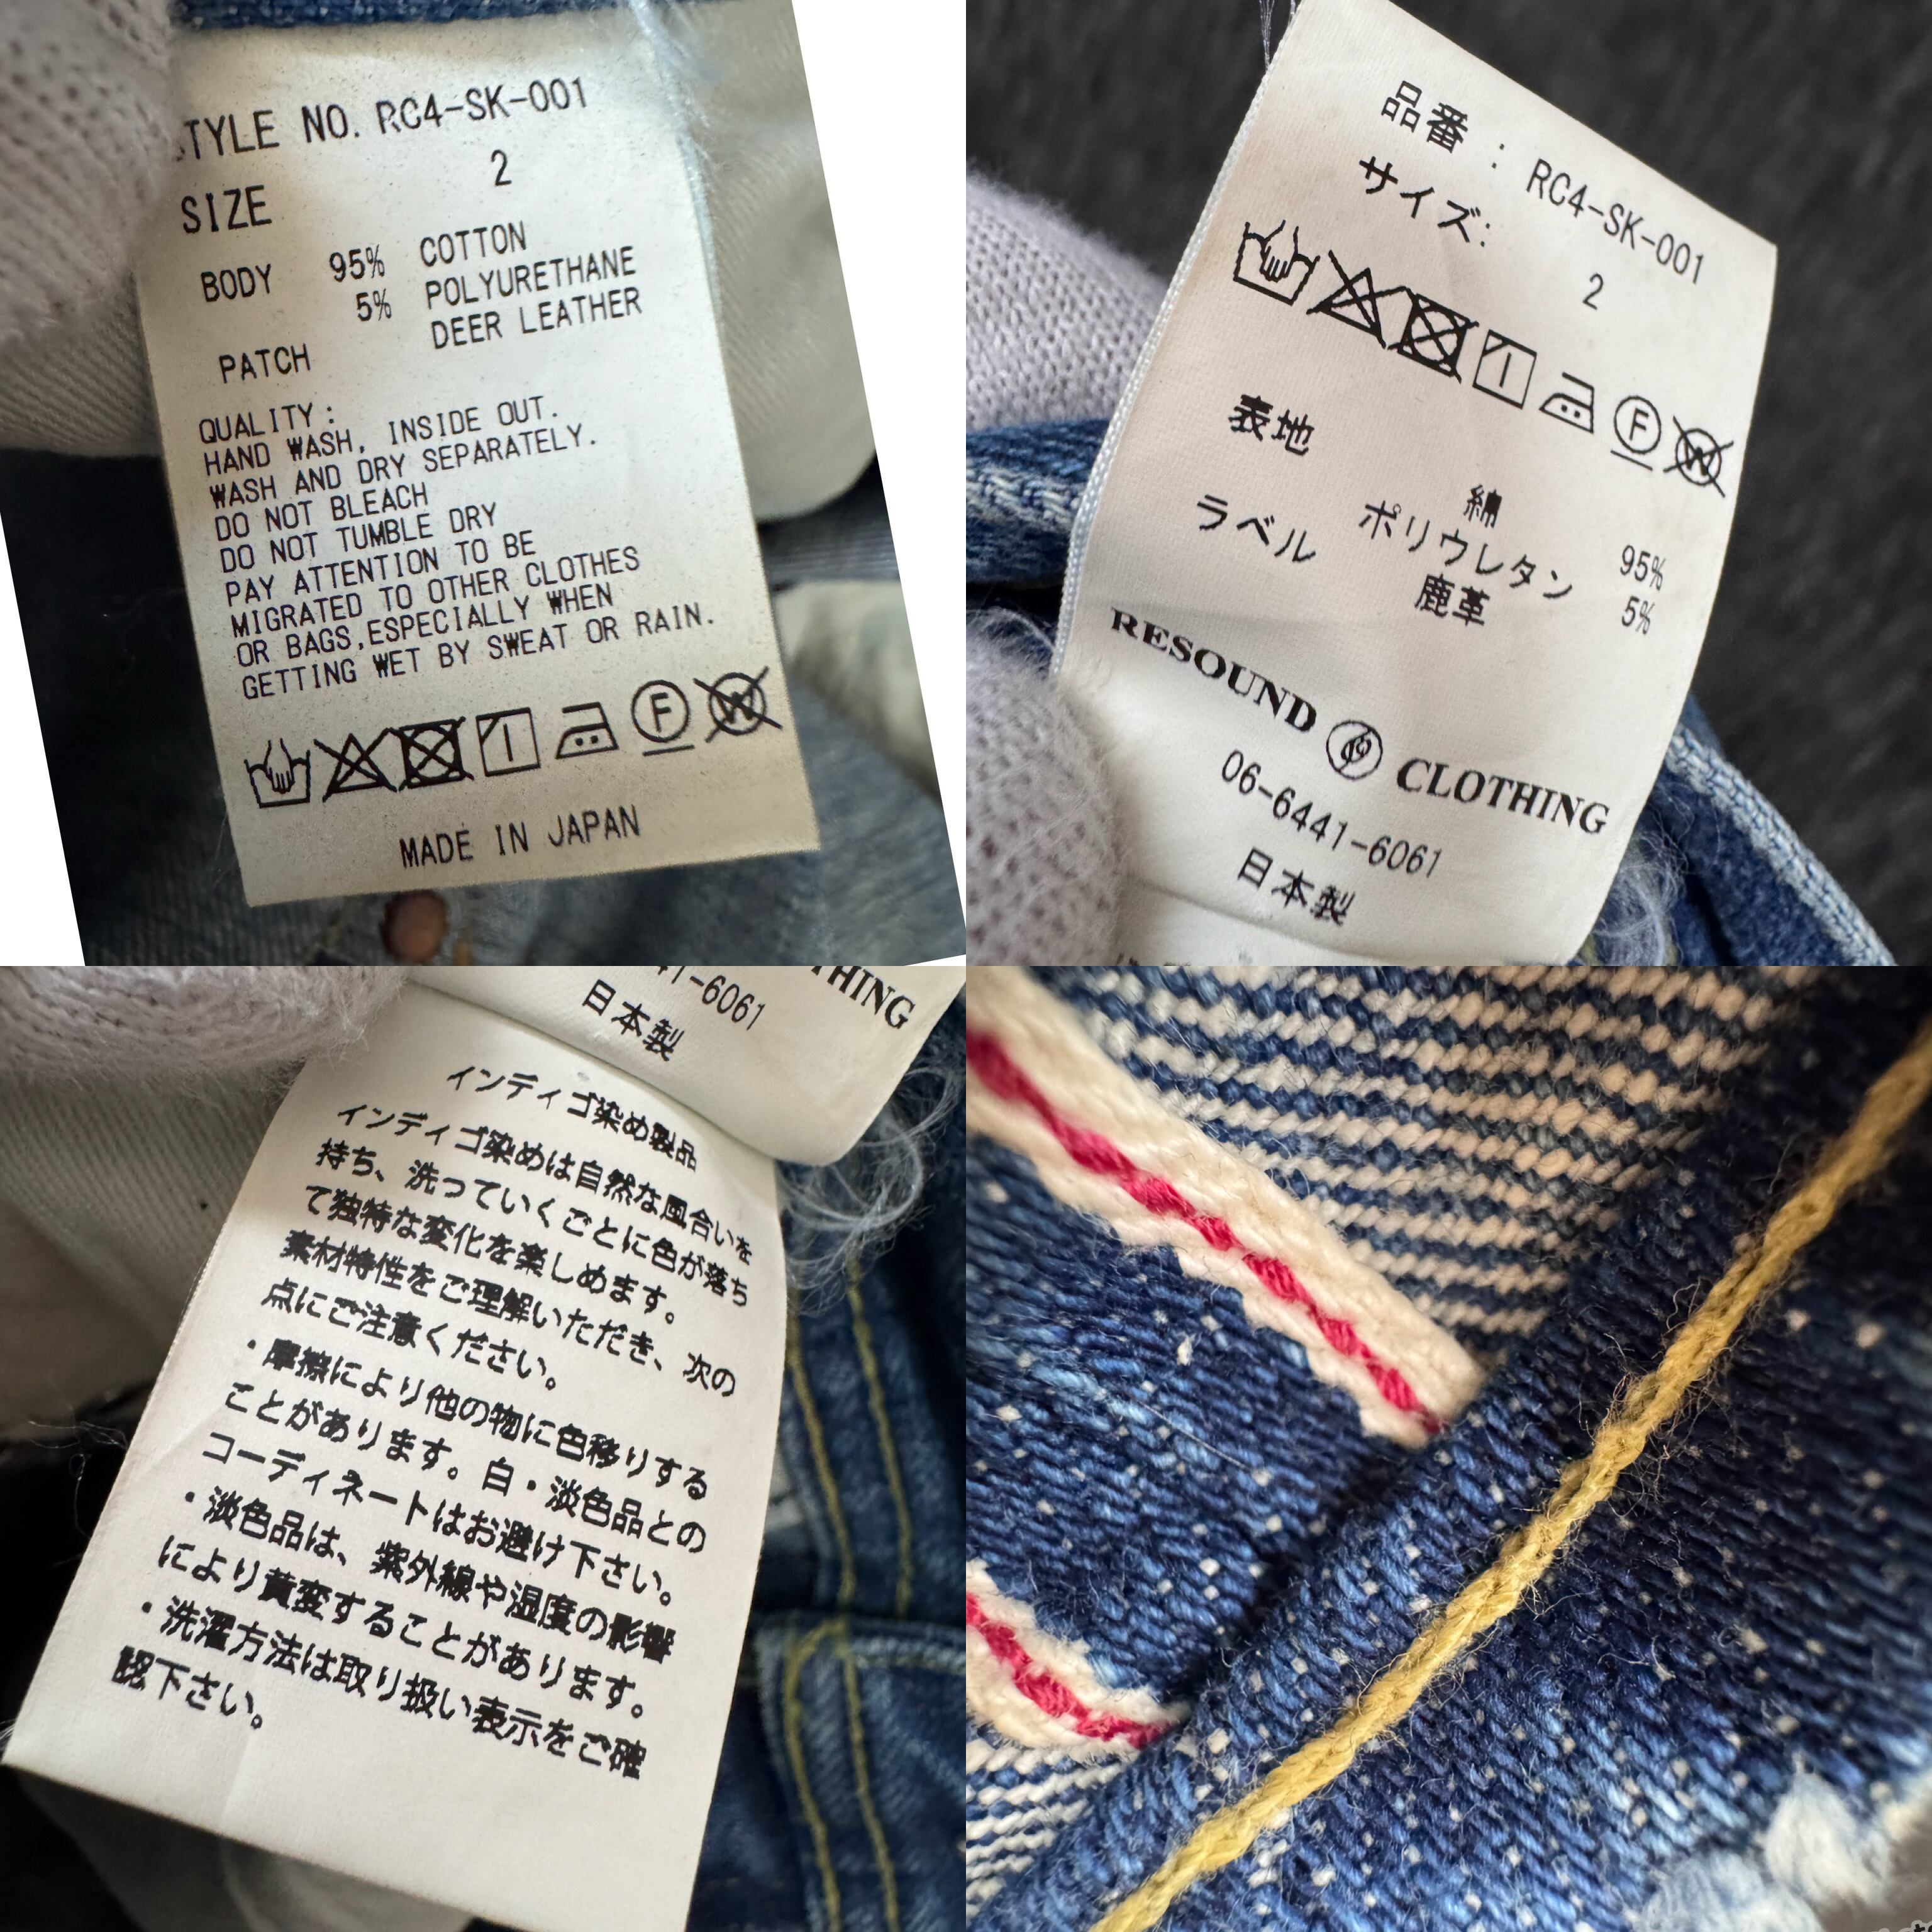 TYLE NO. RC4-SK-001
SIZE 2
BODY 95% COTTON
5% POLYURETHANE
PATCH DEER LEATHER
QUALITY:
HAND WASH, INSIDE OUT.
WASH AND DRY SEPARATELY.
DO NOT BLEACH
DO NOT TUMBLE DRY
PAY ATTENTION TO BE
MIGRATED TO OTHER CLOTHES
OR BAGS,ESPECIALLY WHEN
GETTING WET BY SWEAT OR RAIN.
F W
MADE IN JAPAN
品番 : RC4-SK-001
サイズ: 2
F W
表地 綿 95%
ポリウレタン 5%
ラベル 鹿革
RESOUND CLOTHING
06-6441-6061
日本製
THING
41-6061
日本製
インディゴ染め製品
インディゴ染めは自然な風合いを
持ち、洗っていくごとに色が落ち
て独特な変化を楽しめます。
素材特性をご理解いただき、次の
点にご注意ください。
・摩擦により他の物に色移りする
ことがあります。白・淡色品との
コーディネートはお避け下さい。
・淡色品は、紫外線や湿度の影響
により黄変することがあります。
・洗濯方法は取り扱い表示をご確
認下さい。